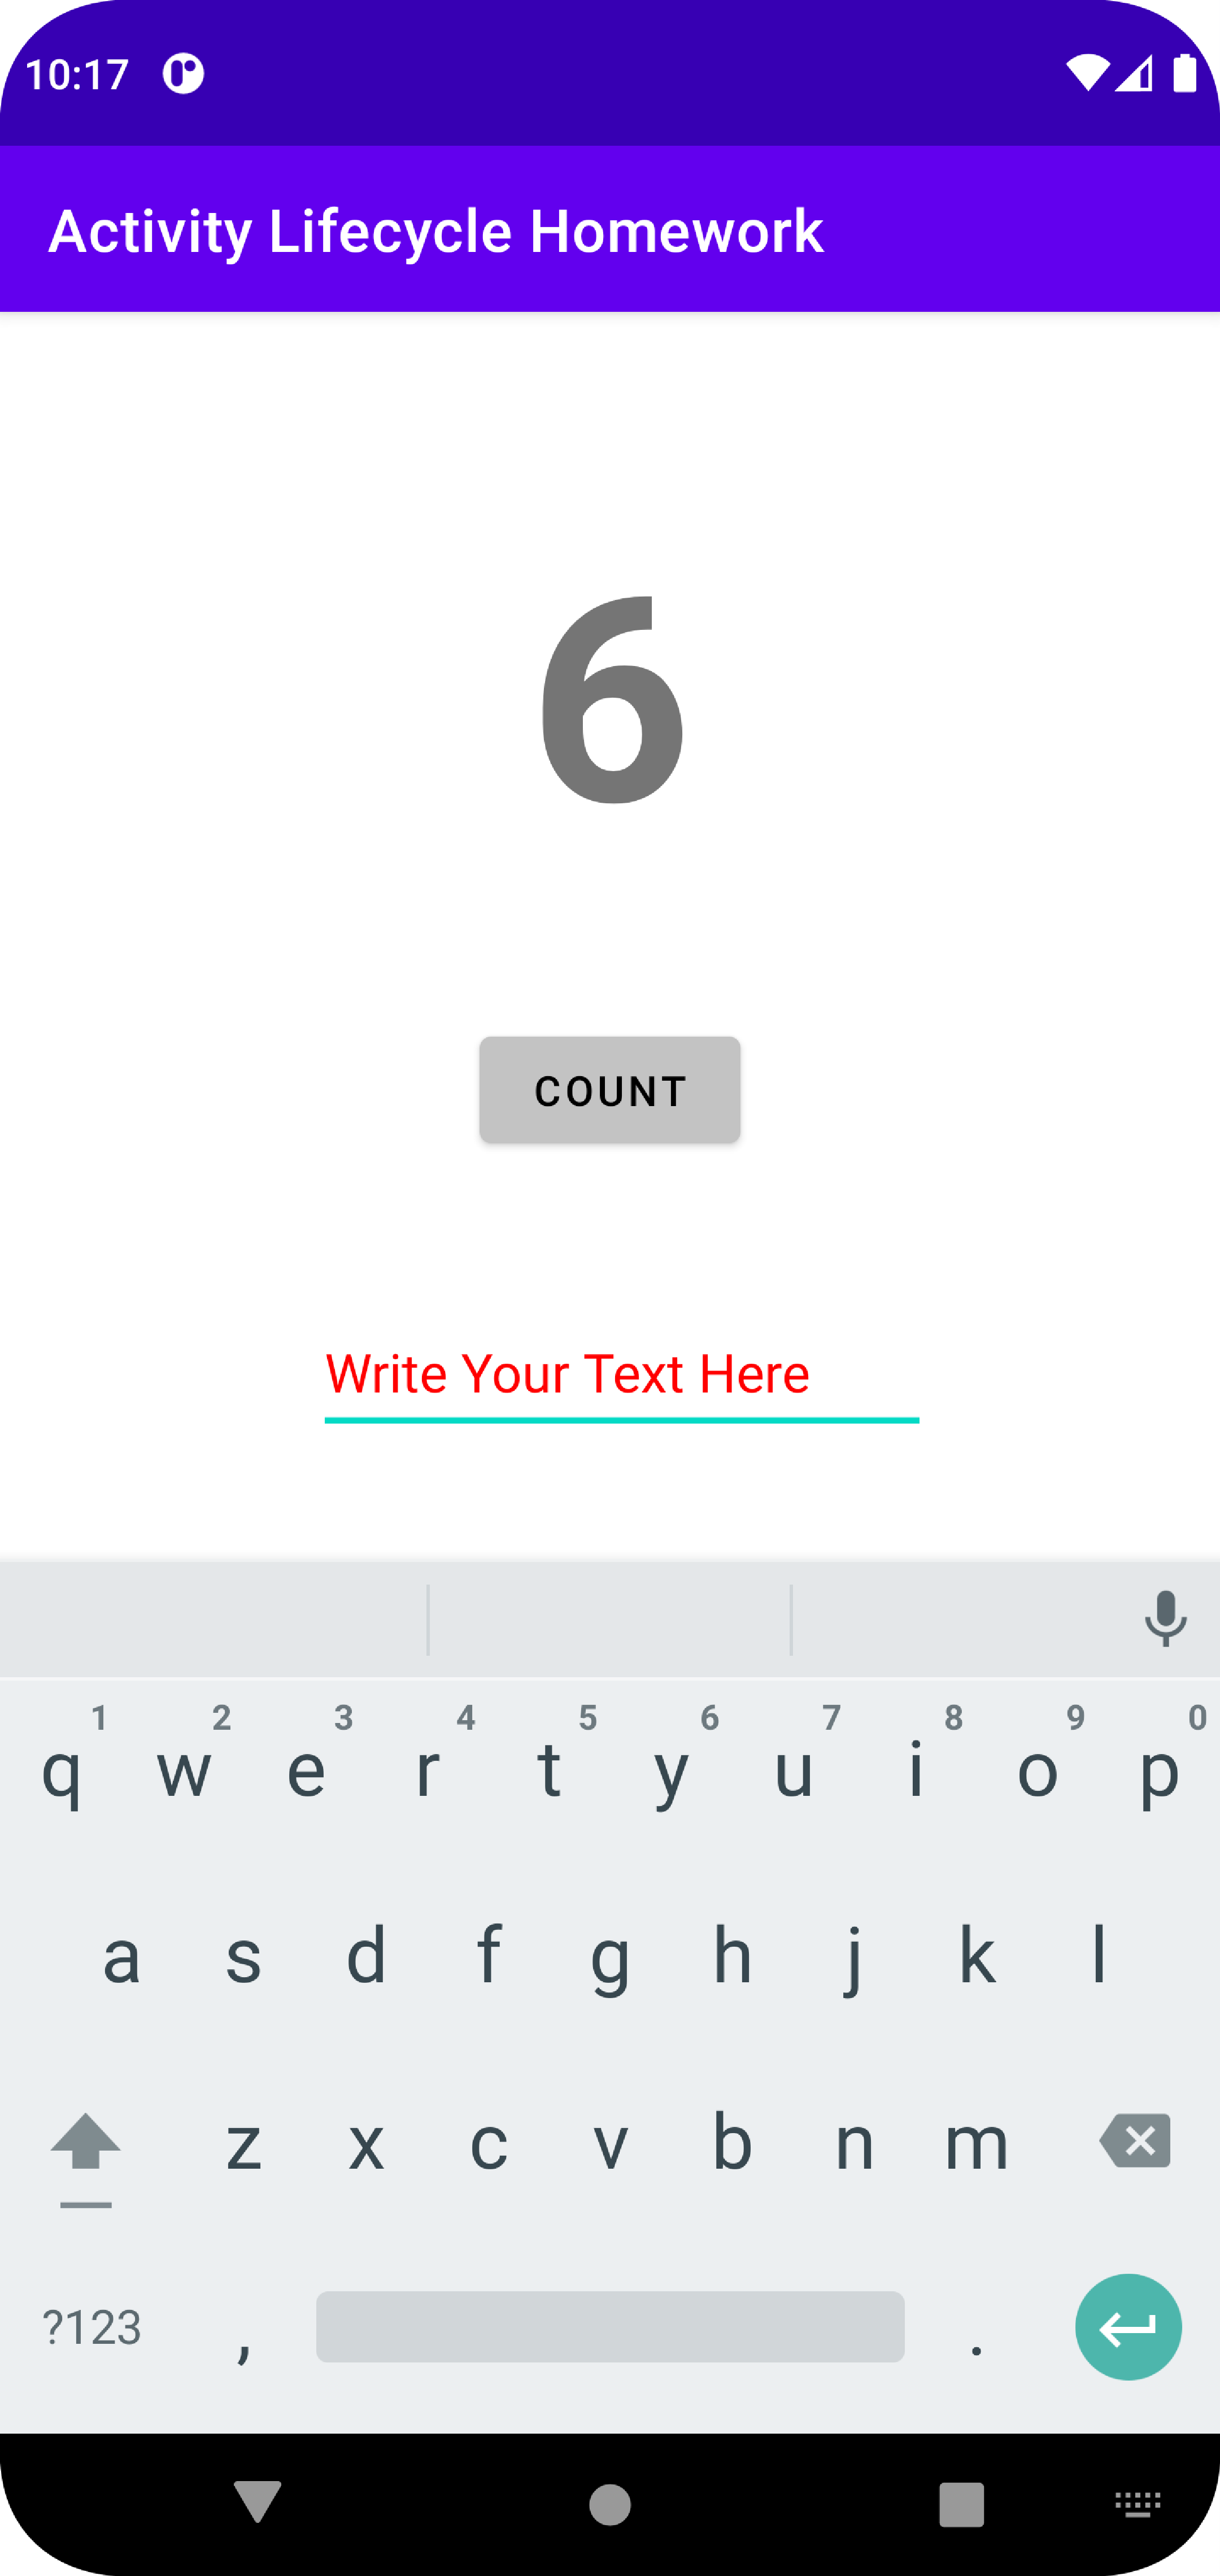 10:17
Activity Lifecycle Homework
6
COUNT
Write Your Text Here
1 2 3 4 5 6 7 8 9 0
q w e r t y u i o p
a s d f g h j k l
z x c v b n m
?123 , .